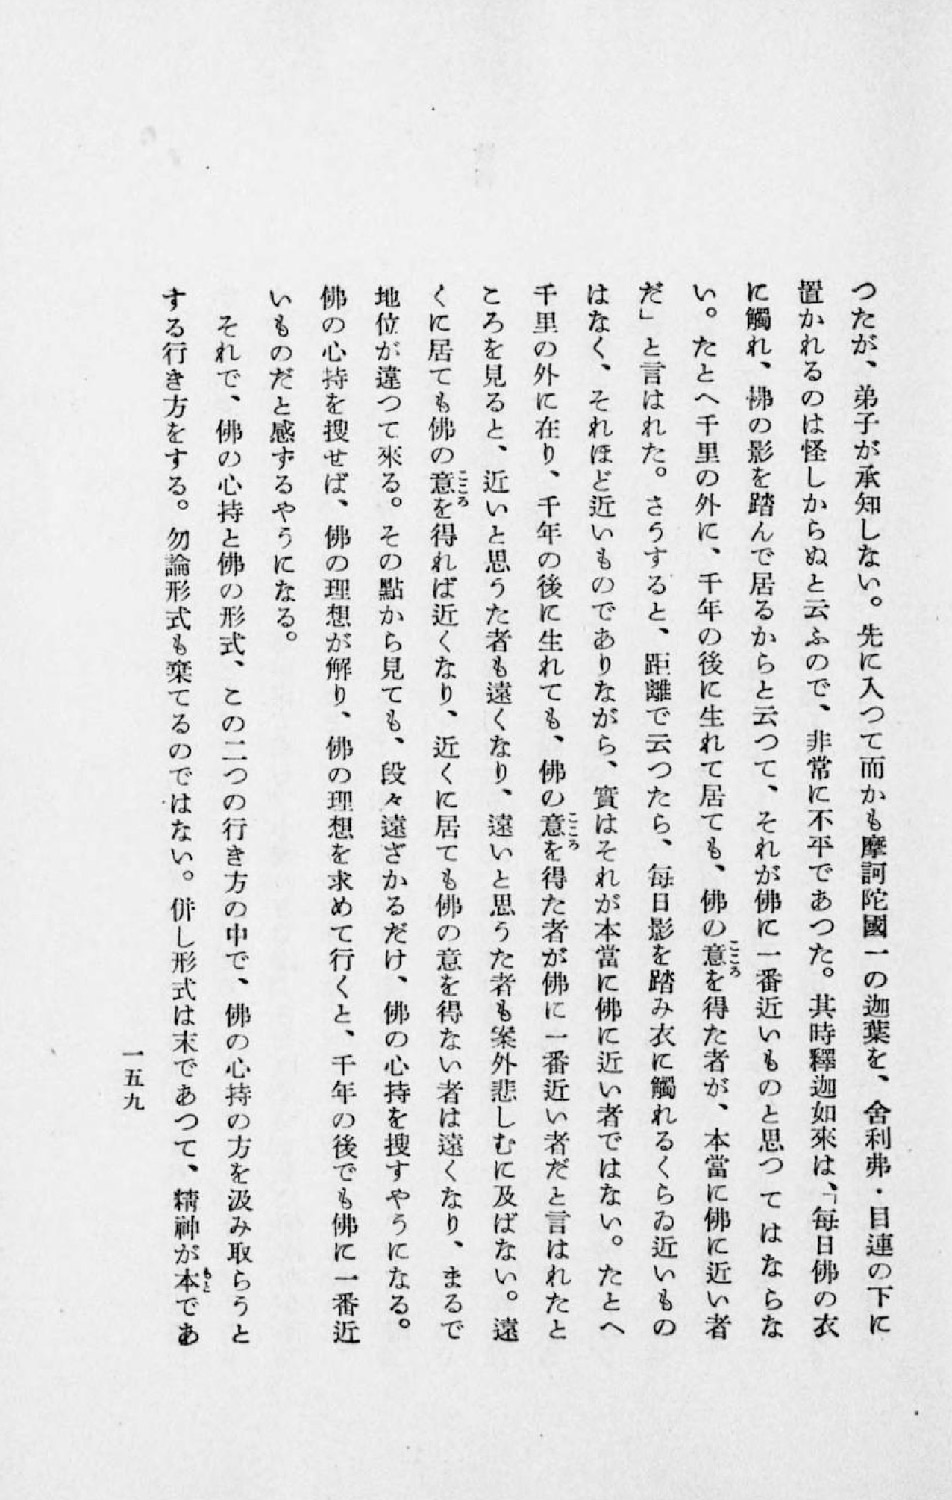 つたが、弟子が承知しない。先に入つて而かも摩訶陀國一の迦葉を、舍利弗・目連の下に
置かれるのは怪しからぬと云ふので、非常に不平であつた。其時釋迦如來は、「每日佛の衣
に觸れ、佛の影を踏んで居るからと云つて、それが佛に一番近いものと思つてはならな
い。たとへ千里の外に、千年の後に生れて居ても、佛の意を得た者が、本當に佛に近い者
だ」と言はれた。さうすると、距離で云つたら、每日影を踏み衣に觸れるくらゐ近いもの
はなく、それほど近いものでありながら、實はそれが本當に佛に近い者ではない。たとへ
千里の外に在り、千年の後に生れても、佛の意を得た者が佛に一番近い者だと言はれたと
ころを見ると、近いと思うた者も遠くなり、遠いと思うた者も案外悲しむに及ばない。遠
くに居ても佛の意を得れば近くなり、近くに居ても佛の意を得ない者は遠くなり、まるで
地位が違つて來る。その點から見ても、段々遠ざかるだけ、佛の心持を搜すやうになる。
佛の心持を搜せば、佛の理想が解り、佛の理想を求めて行くと、千年の後でも佛に一番近
いものだと感ずるやうになる。
それで、佛の心持と佛の形式、この二つの行き方の中で、佛の心持の方を汲み取らうと
する行き方をする。勿論形式も棄てるのではない。併し形式は末であつて、精神が本であ
一五九